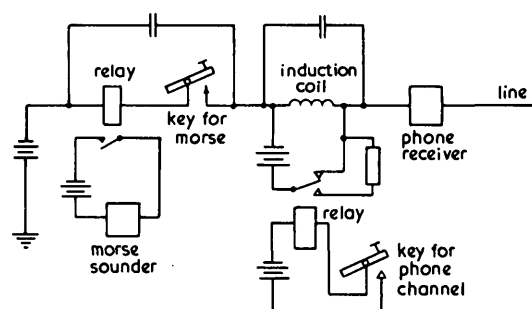 relay
key for
morse
induction
coil
line
phone
receiver
morse
sounder
relay
key for
phone
channel